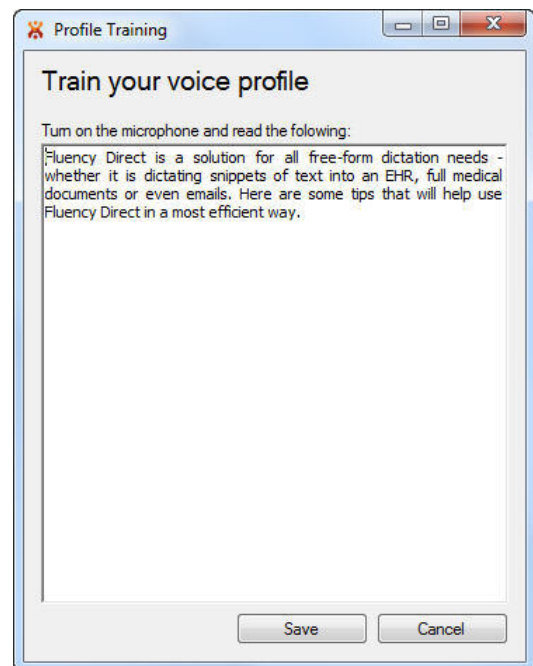 Profile Training
Train your voice profile
Turn on the microphone and read the folowing:
Fluency Direct is a solution for all free-form dictation needs -
whether it is dictating snippets of text into an EHR, full medical
documents or even emails. Here are some tips that will help use
Fluency Direct in a most efficient way.
Save Cancel